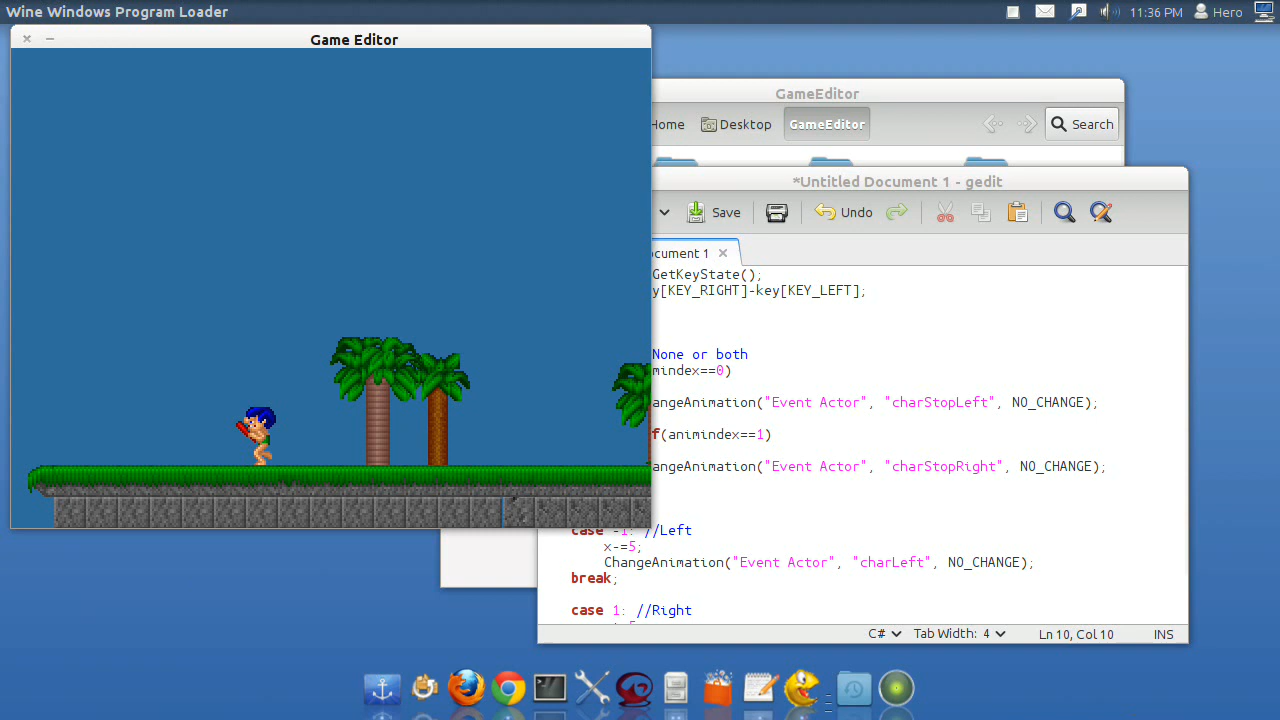 Wine Windows Program Loader
11:36 PM Hero
Game Editor
GameEditor
Home Desktop GameEditor Search
*Untitled Document 1 - gedit
Save Undo
ocument 1
GetKeyState();
y[KEY_RIGHT]-key[KEY_LEFT];
None or both
mindex==0)
angeAnimation("Event Actor", "charStopLeft", NO_CHANGE);
f(animindex==1)
angeAnimation("Event Actor", "charStopRight", NO_CHANGE);
case -1: //Left
x-=5;
ChangeAnimation("Event Actor", "charLeft", NO_CHANGE);
break;
case 1: //Right
C# Tab Width: 4 Ln 10, Col 10 INS